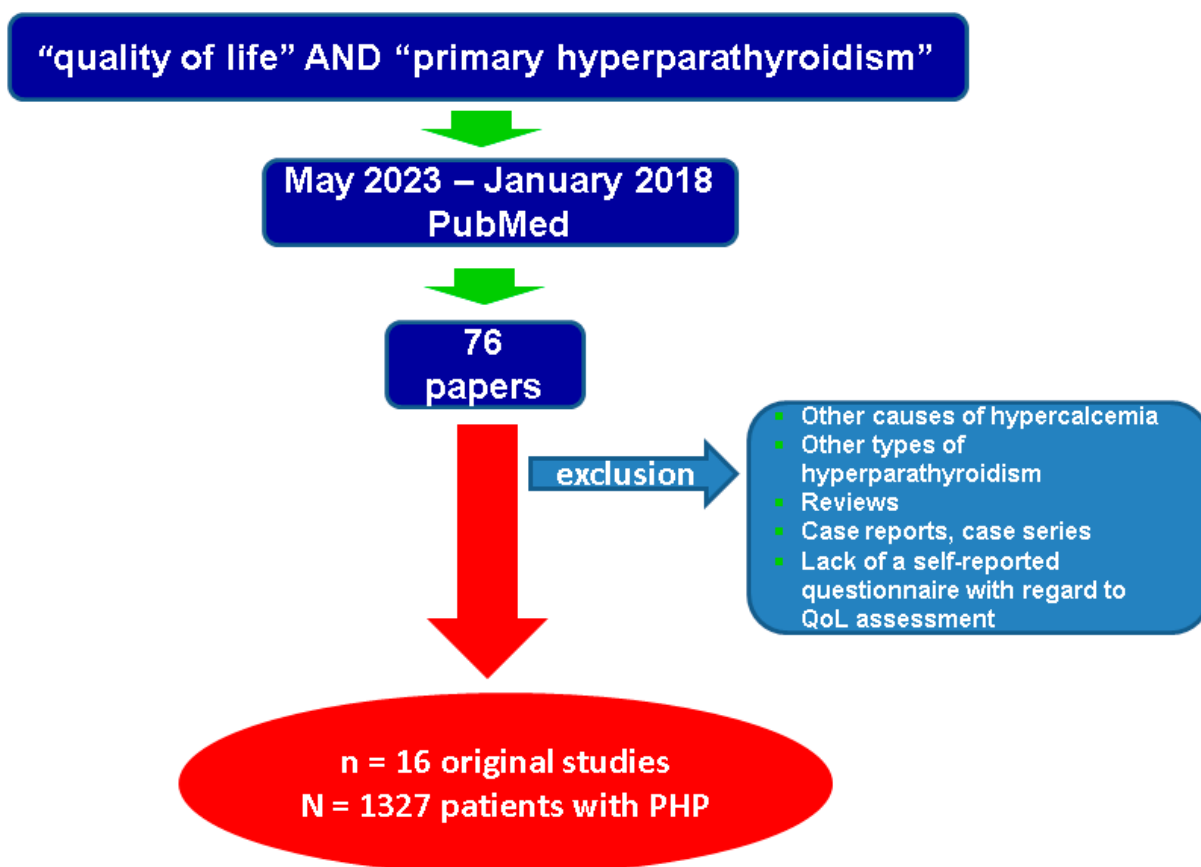 “quality of life” AND “primary hyperparathyroidism”
May 2023 – January 2018
PubMed
76
papers
exclusion
Other causes of hypercalcemia
Other types of
hyperparathyroidism
Reviews
Case reports, case series
Lack of a self-reported
questionnaire with regard to
QoL assessment
n = 16 original studies
N = 1327 patients with PHP